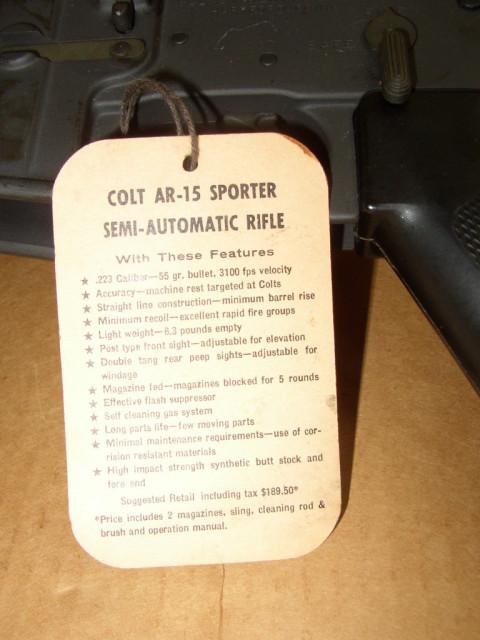 COLT AR-15 SPORTER
SEMI-AUTOMATIC RIFLE
With These Features
★ .223 Caliber—55 gr. bullet, 3100 fps velocity
★ Accuracy—machine rest targeted at Colts
★ Straight line construction—minimum barrel rise
★ Minimum recoil—excellent rapid fire groups
★ Light weight—6.3 pounds empty
★ Post type front sight—adjustable for elevation
★ Double tang rear peep sights—adjustable for
windage
★ Magazine fed—magazines blocked for 5 rounds
★ Effective flash suppressor
★ Self cleaning gas system
★ Long parts life—few moving parts
★ Minimal maintenance requirements—use of cor-
rision resistant materials
★ High impact strength synthetic butt stock and
fore end
Suggested Retail including tax $189.50*
*Price includes 2 magazines, sling, cleaning rod &
brush and operation manual.